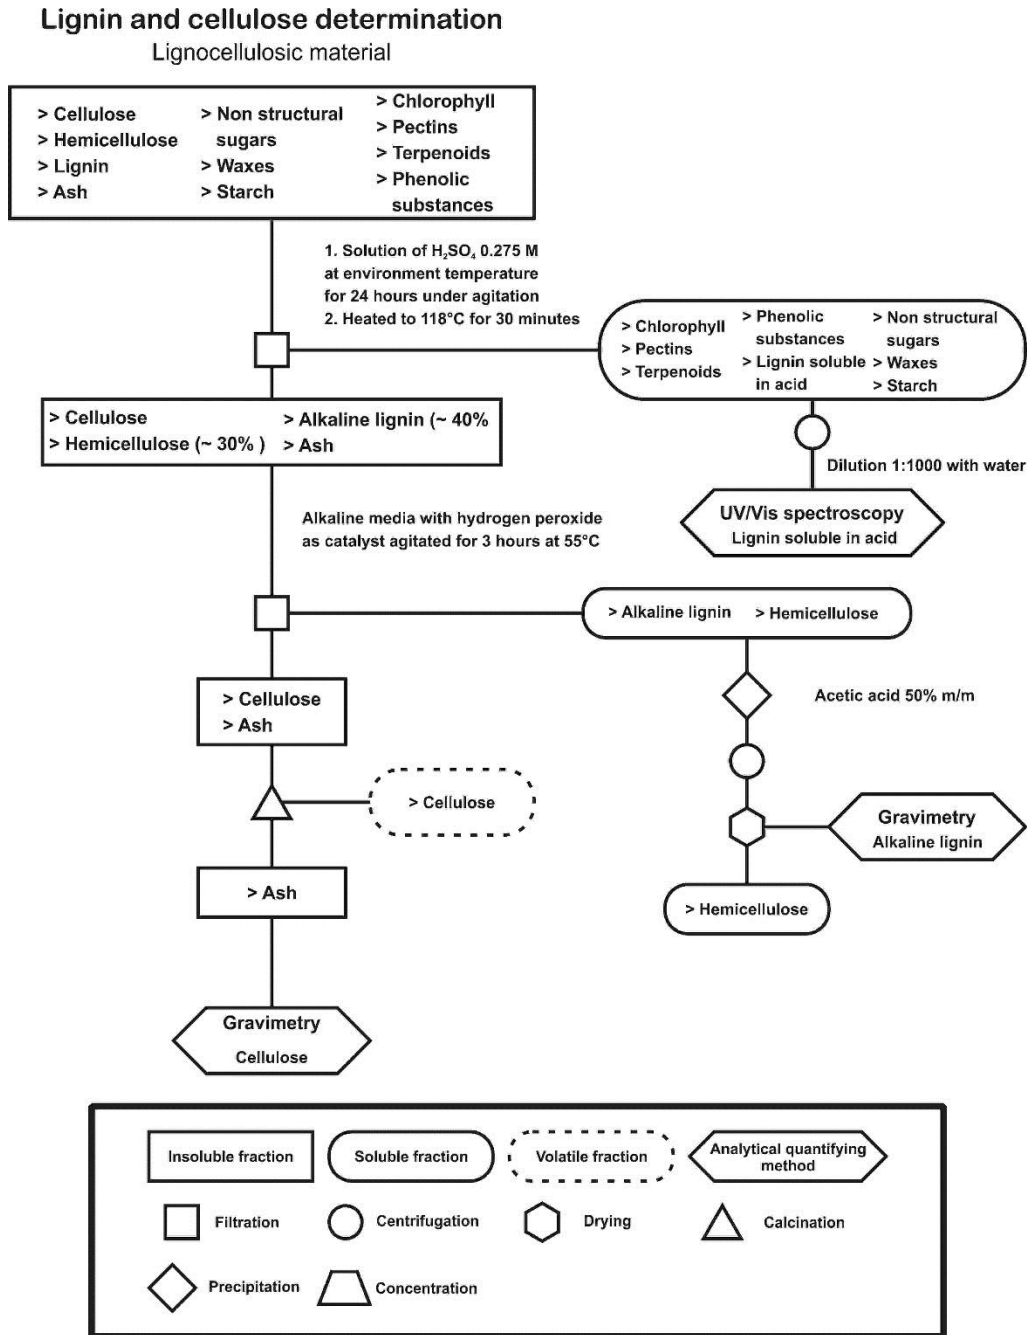 Lignin and cellulose determination
Lignocellulosic material
> Cellulose
> Hemicellulose
> Lignin
> Ash
> Non structural
sugars
> Waxes
> Starch
> Chlorophyll
> Pectins
> Terpenoids
> Phenolic
substances
1. Solution of H₂SO₄ 0.275 M
at environment temperature
for 24 hours under agitation
2. Heated to 118°C for 30 minutes
> Chlorophyll
> Pectins
> Terpenoids
> Phenolic
substances
> Lignin soluble
in acid
> Non structural
sugars
> Waxes
> Starch
> Cellulose
> Hemicellulose (~ 30% )
> Alkaline lignin (~ 40%
> Ash
Dilution 1:1000 with water
UV/Vis spectroscopy
Lignin soluble in acid
Alkaline media with hydrogen peroxide
as catalyst agitated for 3 hours at 55°C
> Alkaline lignin
> Hemicellulose
> Cellulose
> Ash
Acetic acid 50% m/m
> Cellulose
Gravimetry
Alkaline lignin
> Ash
> Hemicellulose
Gravimetry
Cellulose
Insoluble fraction
Soluble fraction
Volatile fraction
Analytical quantifying
method
Filtration
Centrifugation
Drying
Calcination
Precipitation
Concentration